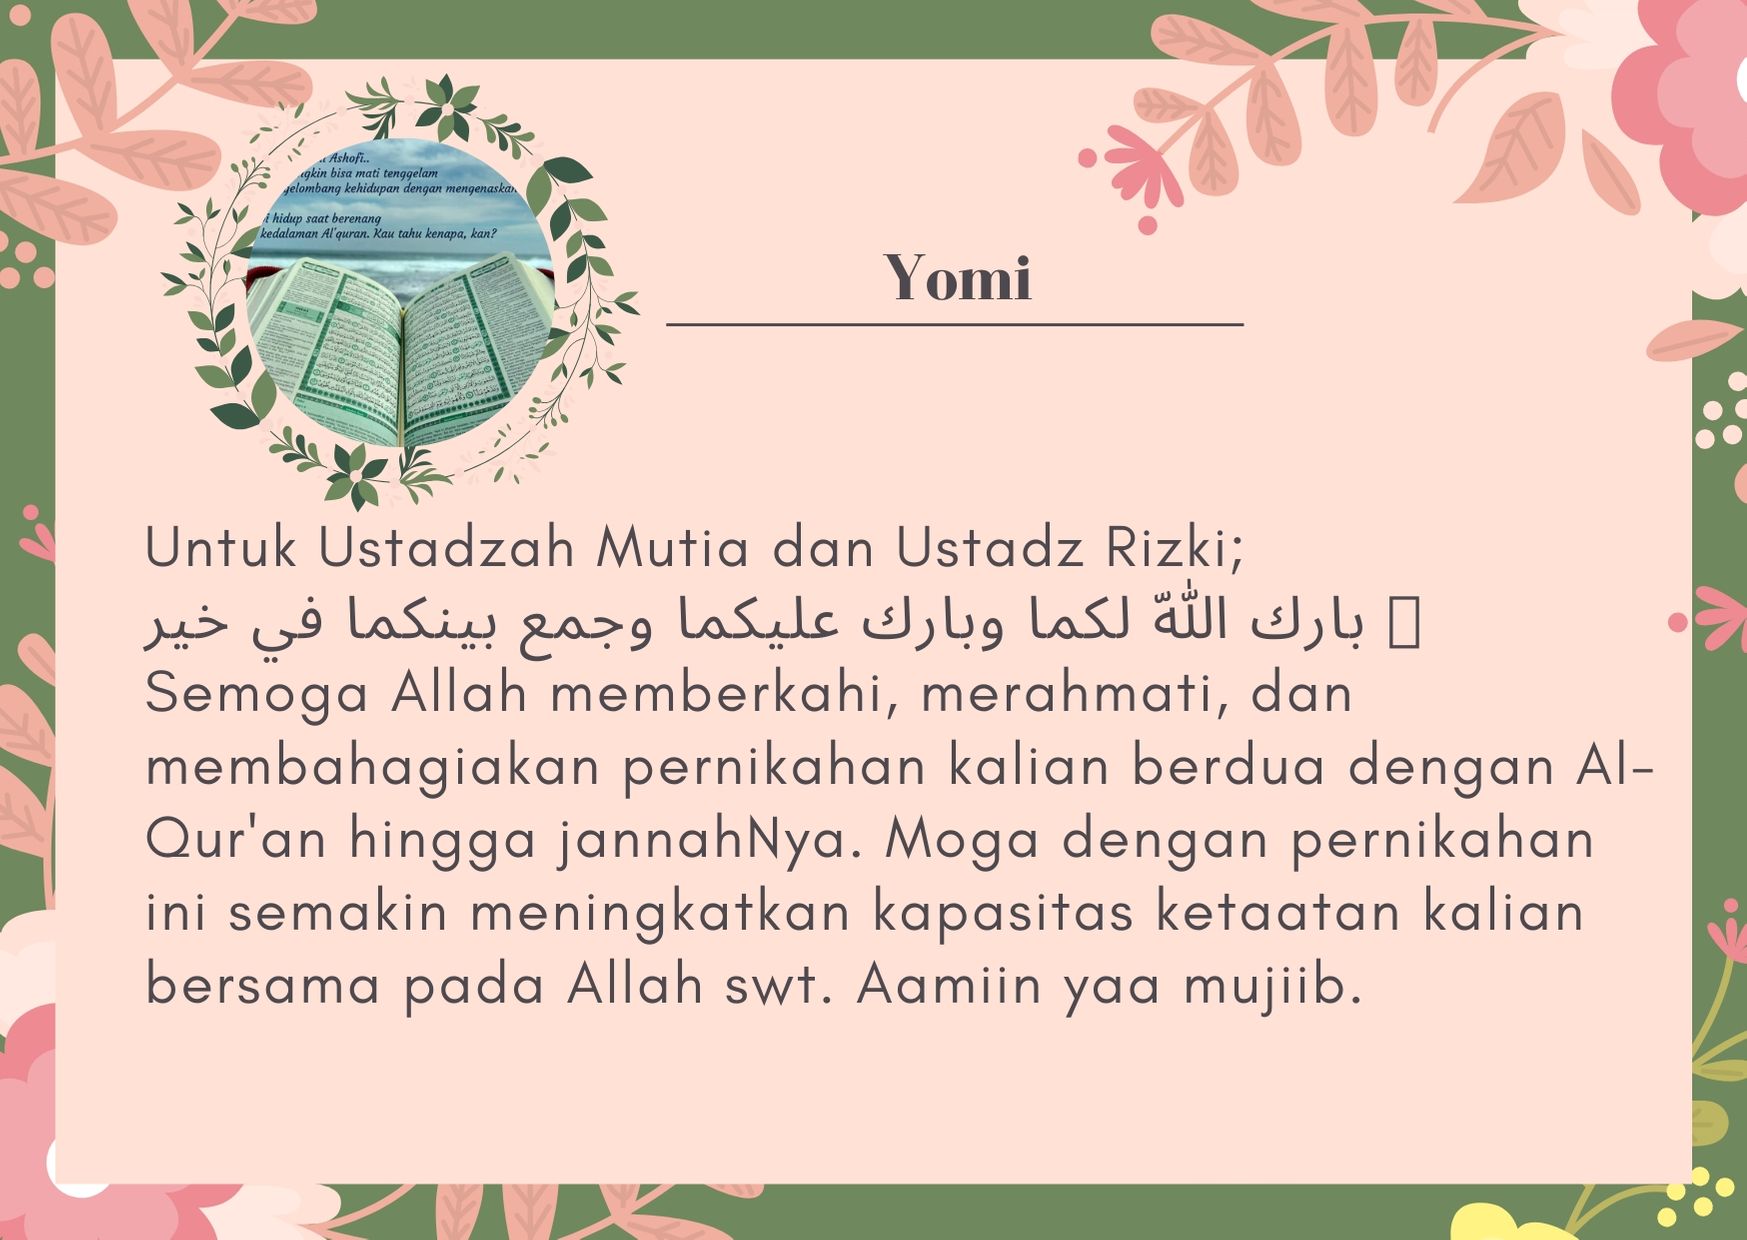 Ashofi..
bisa mati tenggelam
gelombang kehidupan dengan mengenaskan
hidup saat berenang
kedalaman Al'quran. Kau tahu kenapa, kan?
Yomi
Untuk Ustadzah Mutia dan Ustadz Rizki;
بارك اللّه لكما وبارك عليكما وجمع بينكما في خير
Semoga Allah memberkahi, merahmati, dan
membahagiakan pernikahan kalian berdua dengan Al-
Qur'an hingga jannahNya. Moga dengan pernikahan
ini semakin meningkatkan kapasitas ketaatan kalian
bersama pada Allah swt. Aamiin yaa mujiib.